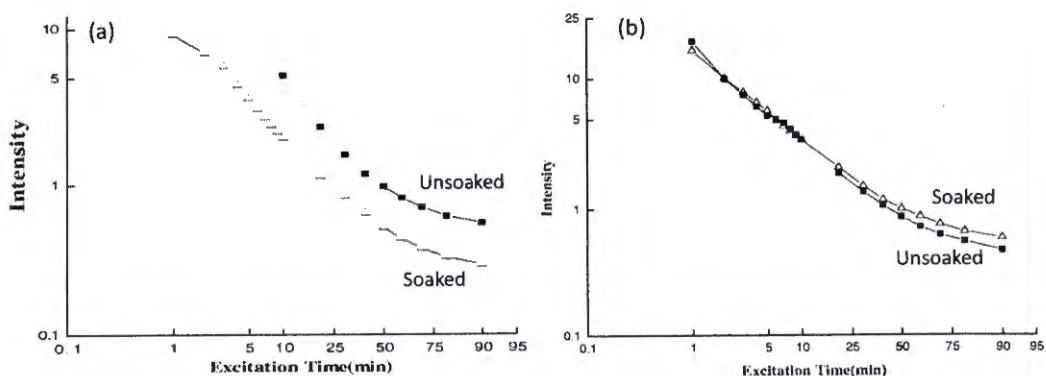 (a)
10
5
1
0.1
Intensity
Unsoaked
Soaked
0.1 1 5 10 25 50 75 90 95
Excitation Time(min)
(b)
25
10
5
1
0.1
Intensity
Soaked
Unsoaked
0.1 1 5 10 25 50 75 90 95
Excitation Time(min)